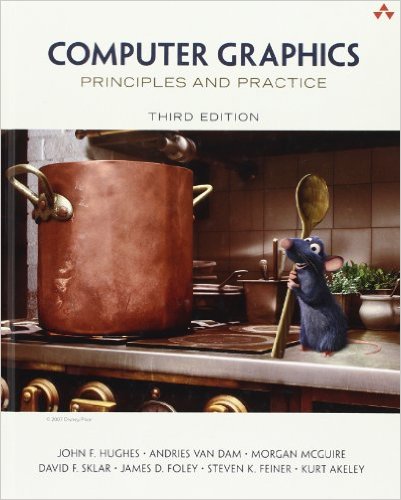 COMPUTER GRAPHICS
PRINCIPLES AND PRACTICE
THIRD EDITION
© 2007 Disney/Pixar
JOHN F. HUGHES • ANDRIES VAN DAM • MORGAN MCGUIRE
DAVID F. SKLAR • JAMES D. FOLEY • STEVEN K. FEINER • KURT AKELEY